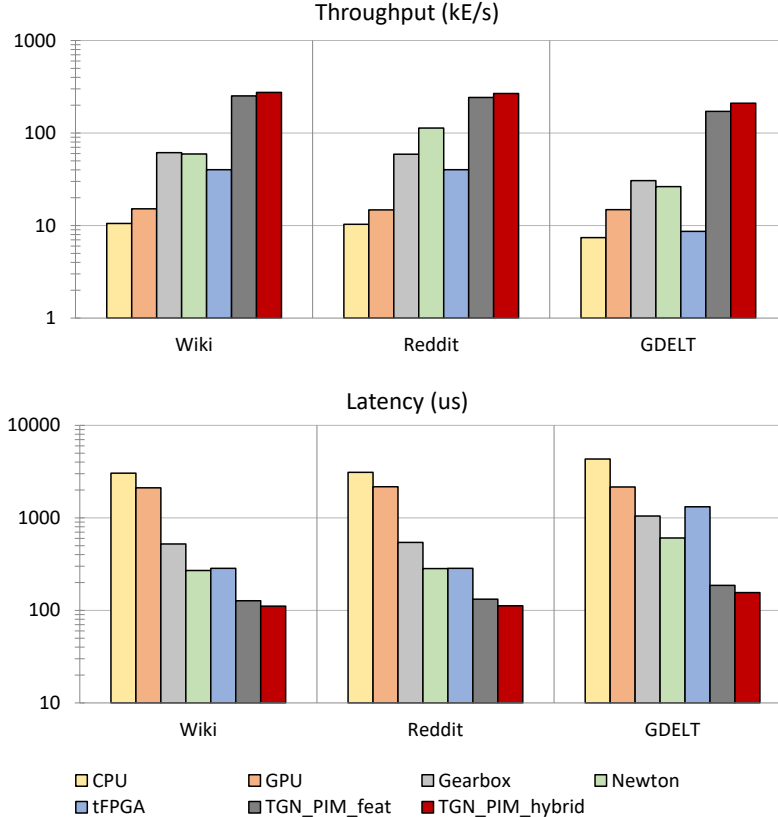 Throughput (kE/s)
1000
100
10
1
Wiki Reddit GDELT
Latency (us)
10000
1000
100
10
Wiki Reddit GDELT
CPU GPU Gearbox Newton
tFPGA TGN_PIM_feat TGN_PIM_hybrid